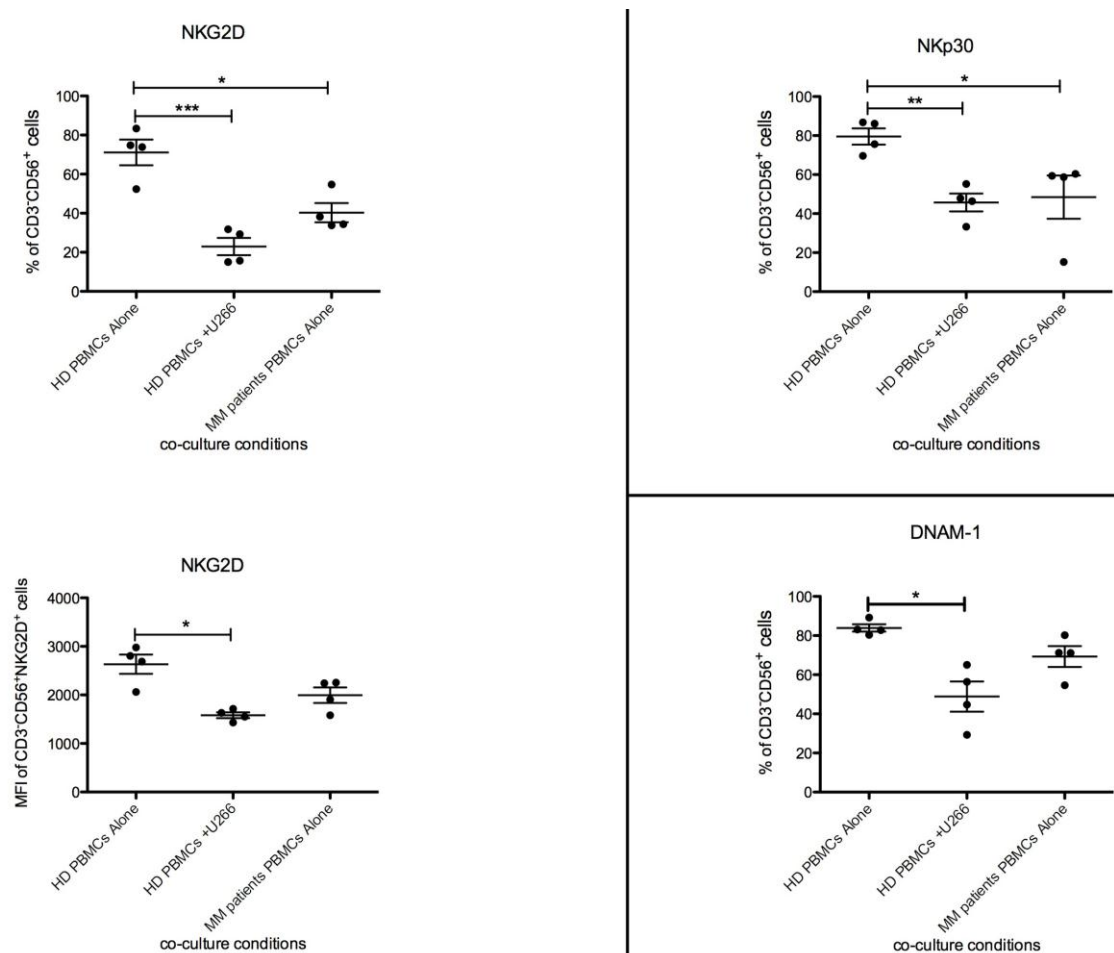 NKG2D
*
***
100
80
60
40
20
0
% of CD3-CD56+ cells
HD PBMCs Alone
HD PBMCs +U266
MM patients PBMCs Alone
co-culture conditions
NKp30
*
**
100
80
60
40
20
0
% of CD3-CD56+ cells
HD PBMCs Alone
HD PBMCs +U266
MM patients PBMCs Alone
co-culture conditions
NKG2D
*
4000
3000
2000
1000
0
MFI of CD3-CD56+NKG2D+ cells
HD PBMCs Alone
HD PBMCs +U266
MM patients PBMCs Alone
co-culture conditions
DNAM-1
*
100
80
60
40
20
0
% of CD3-CD56+ cells
HD PBMCs Alone
HD PBMCs +U266
MM patients PBMCs Alone
co-culture conditions